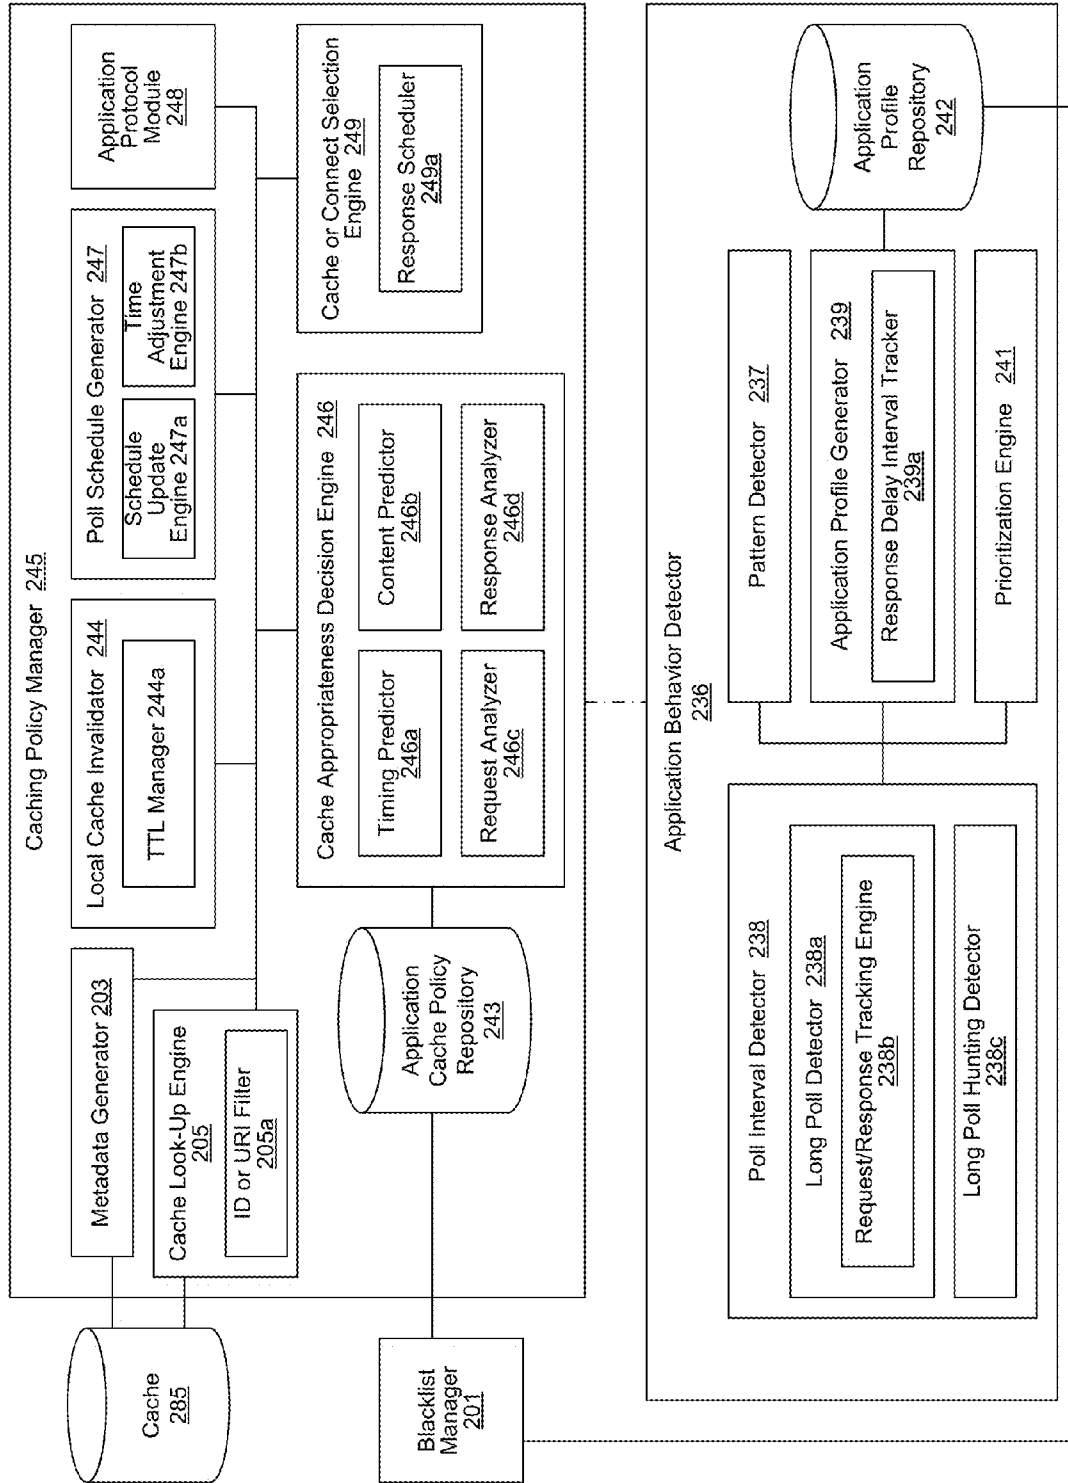 Caching Policy Manager 245
Cache
285
Metadata Generator 203
Cache Look-Up Engine
205
ID or URI Filter
205a
Local Cache Invalidator 244
TTL Manager 244a
Poll Schedule Generator 247
Schedule
Update
Engine 247a
Time
Adjustment
Engine 247b
Application
Protocol
Module
248
Blacklist
Manager
201
Application
Cache Policy
Repository
243
Cache Appropriateness Decision Engine 246
Timing Predictor
246a
Content Predictor
246b
Request Analyzer
246c
Response Analyzer
246d
Cache or Connect Selection
Engine 249
Response Scheduler
249a
Application Behavior Detector
236
Poll Interval Detector 238
Long Poll Detector 238a
Request/Response Tracking Engine
238b
Long Poll Hunting Detector
238c
Pattern Detector 237
Application Profile Generator 239
Response Delay Interval Tracker
239a
Prioritization Engine 241
Application
Profile
Repository
242